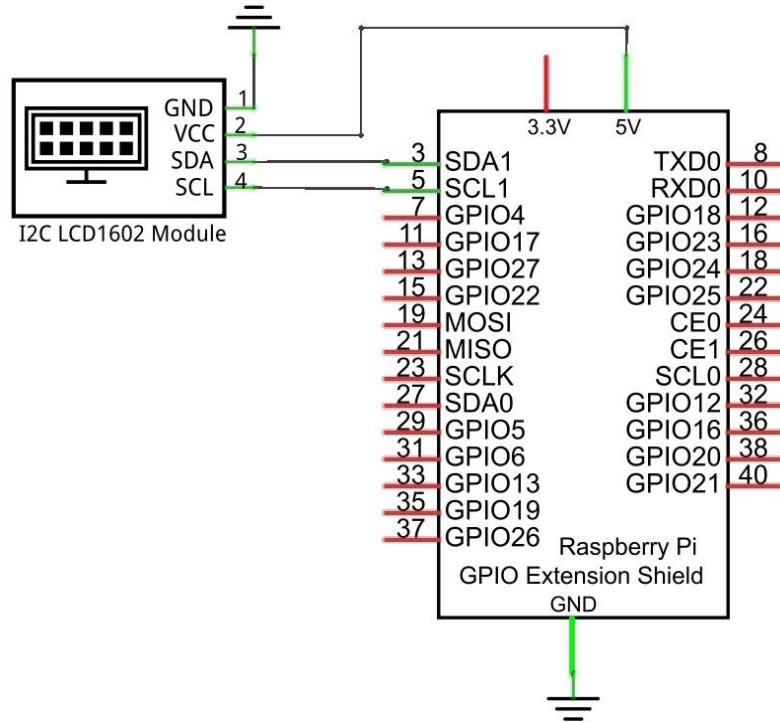 GND 1
VCC 2
SDA 3
SCL 4
I2C LCD1602 Module
3.3V 5V
3 SDA1 TXD0 8
5 SCL1 RXD0 10
7 GPIO4 GPIO18 12
11 GPIO17 GPIO23 16
13 GPIO27 GPIO24 18
15 GPIO22 GPIO25 22
19 MOSI CE0 24
21 MISO CE1 26
23 SCLK SCL0 28
27 SDA0 GPIO12 32
29 GPIO5 GPIO16 36
31 GPIO6 GPIO20 38
33 GPIO13 GPIO21 40
35 GPIO19
37 GPIO26
Raspberry Pi
GPIO Extension Shield
GND